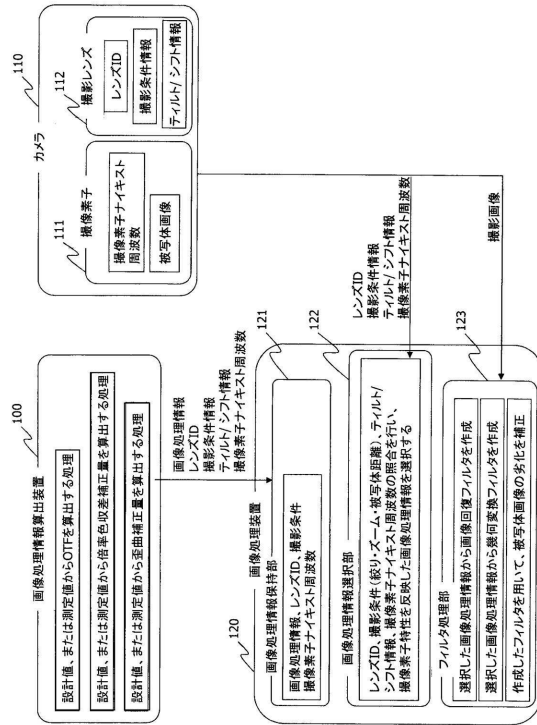 100
画像処理情報算出装置
設計値、または測定値からOTFを算出する処理
設計値、または測定値から倍率色収差補正量を算出する処理
設計値、または測定値から歪曲補正量を算出する処理
カメラ
110
111
撮像素子
撮像素子ナイキスト
周波数
被写体画像
112
撮影レンズ
レンズID
撮影条件情報
ティルト/シフト情報
画像処理情報
レンズID
撮影条件情報
ティルト/シフト情報
撮像素子ナイキスト周波数
120
画像処理装置
画像処理情報保持部
121
画像処理情報、レンズID、撮影条件
撮像素子ナイキスト周波数
レンズID
撮影条件情報
ティルト/シフト情報
撮像素子ナイキスト周波数
画像処理情報選択部
122
レンズID、撮影条件(絞り・ズーム・被写体距離)、ティルト/
シフト情報、撮像素子ナイキスト周波数の照合を行い、
撮像素子特性を反映した画像処理情報を選択する
撮影画像
フィルタ処理部
123
選択した画像処理情報から画像回復フィルタを作成
選択した画像処理情報から幾何変換フィルタを作成
作成したフィルタを用いて、被写体画像の劣化を補正